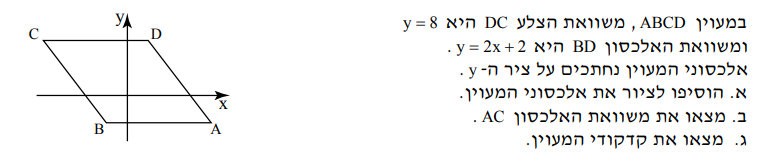 במעוין ABCD , משוואת הצלע DC היא y = 8
ומשוואת האלכסון BD היא y = 2x + 2 .
אלכסוני המעוין נחתכים על ציר ה- y .
א. הוסיפו לציור את אלכסוני המעוין.
ב. מצאו את משוואת האלכסון AC .
ג. מצאו את קדקודי המעוין.
y
C
D
x
B
A